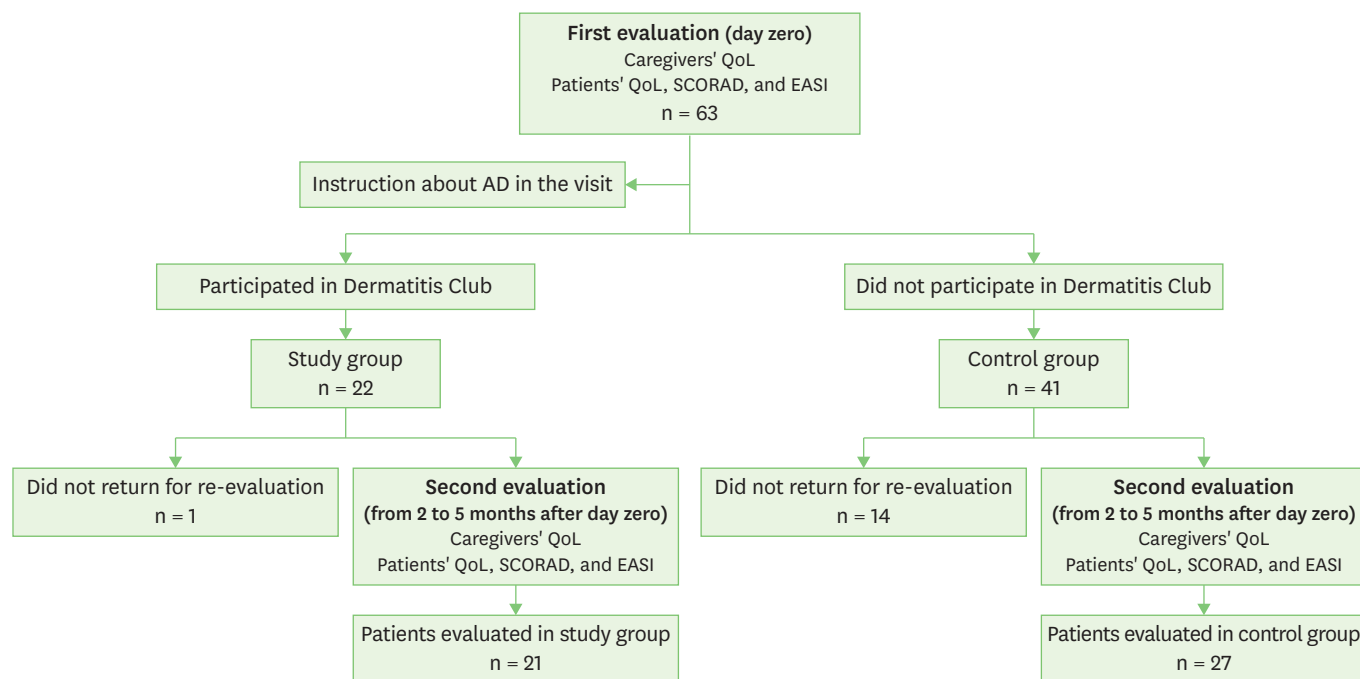 First evaluation (day zero)
Caregivers' QoL
Patients' QoL, SCORAD, and EASI
n = 63
Instruction about AD in the visit
Participated in Dermatitis Club
Did not participate in Dermatitis Club
Study group
n = 22
Control group
n = 41
Did not return for re-evaluation
n = 1
Second evaluation
(from 2 to 5 months after day zero)
Caregivers' QoL
Patients' QoL, SCORAD, and EASI
Did not return for re-evaluation
n = 14
Second evaluation
(from 2 to 5 months after day zero)
Caregivers' QoL
Patients' QoL, SCORAD, and EASI
Patients evaluated in study group
n = 21
Patients evaluated in control group
n = 27